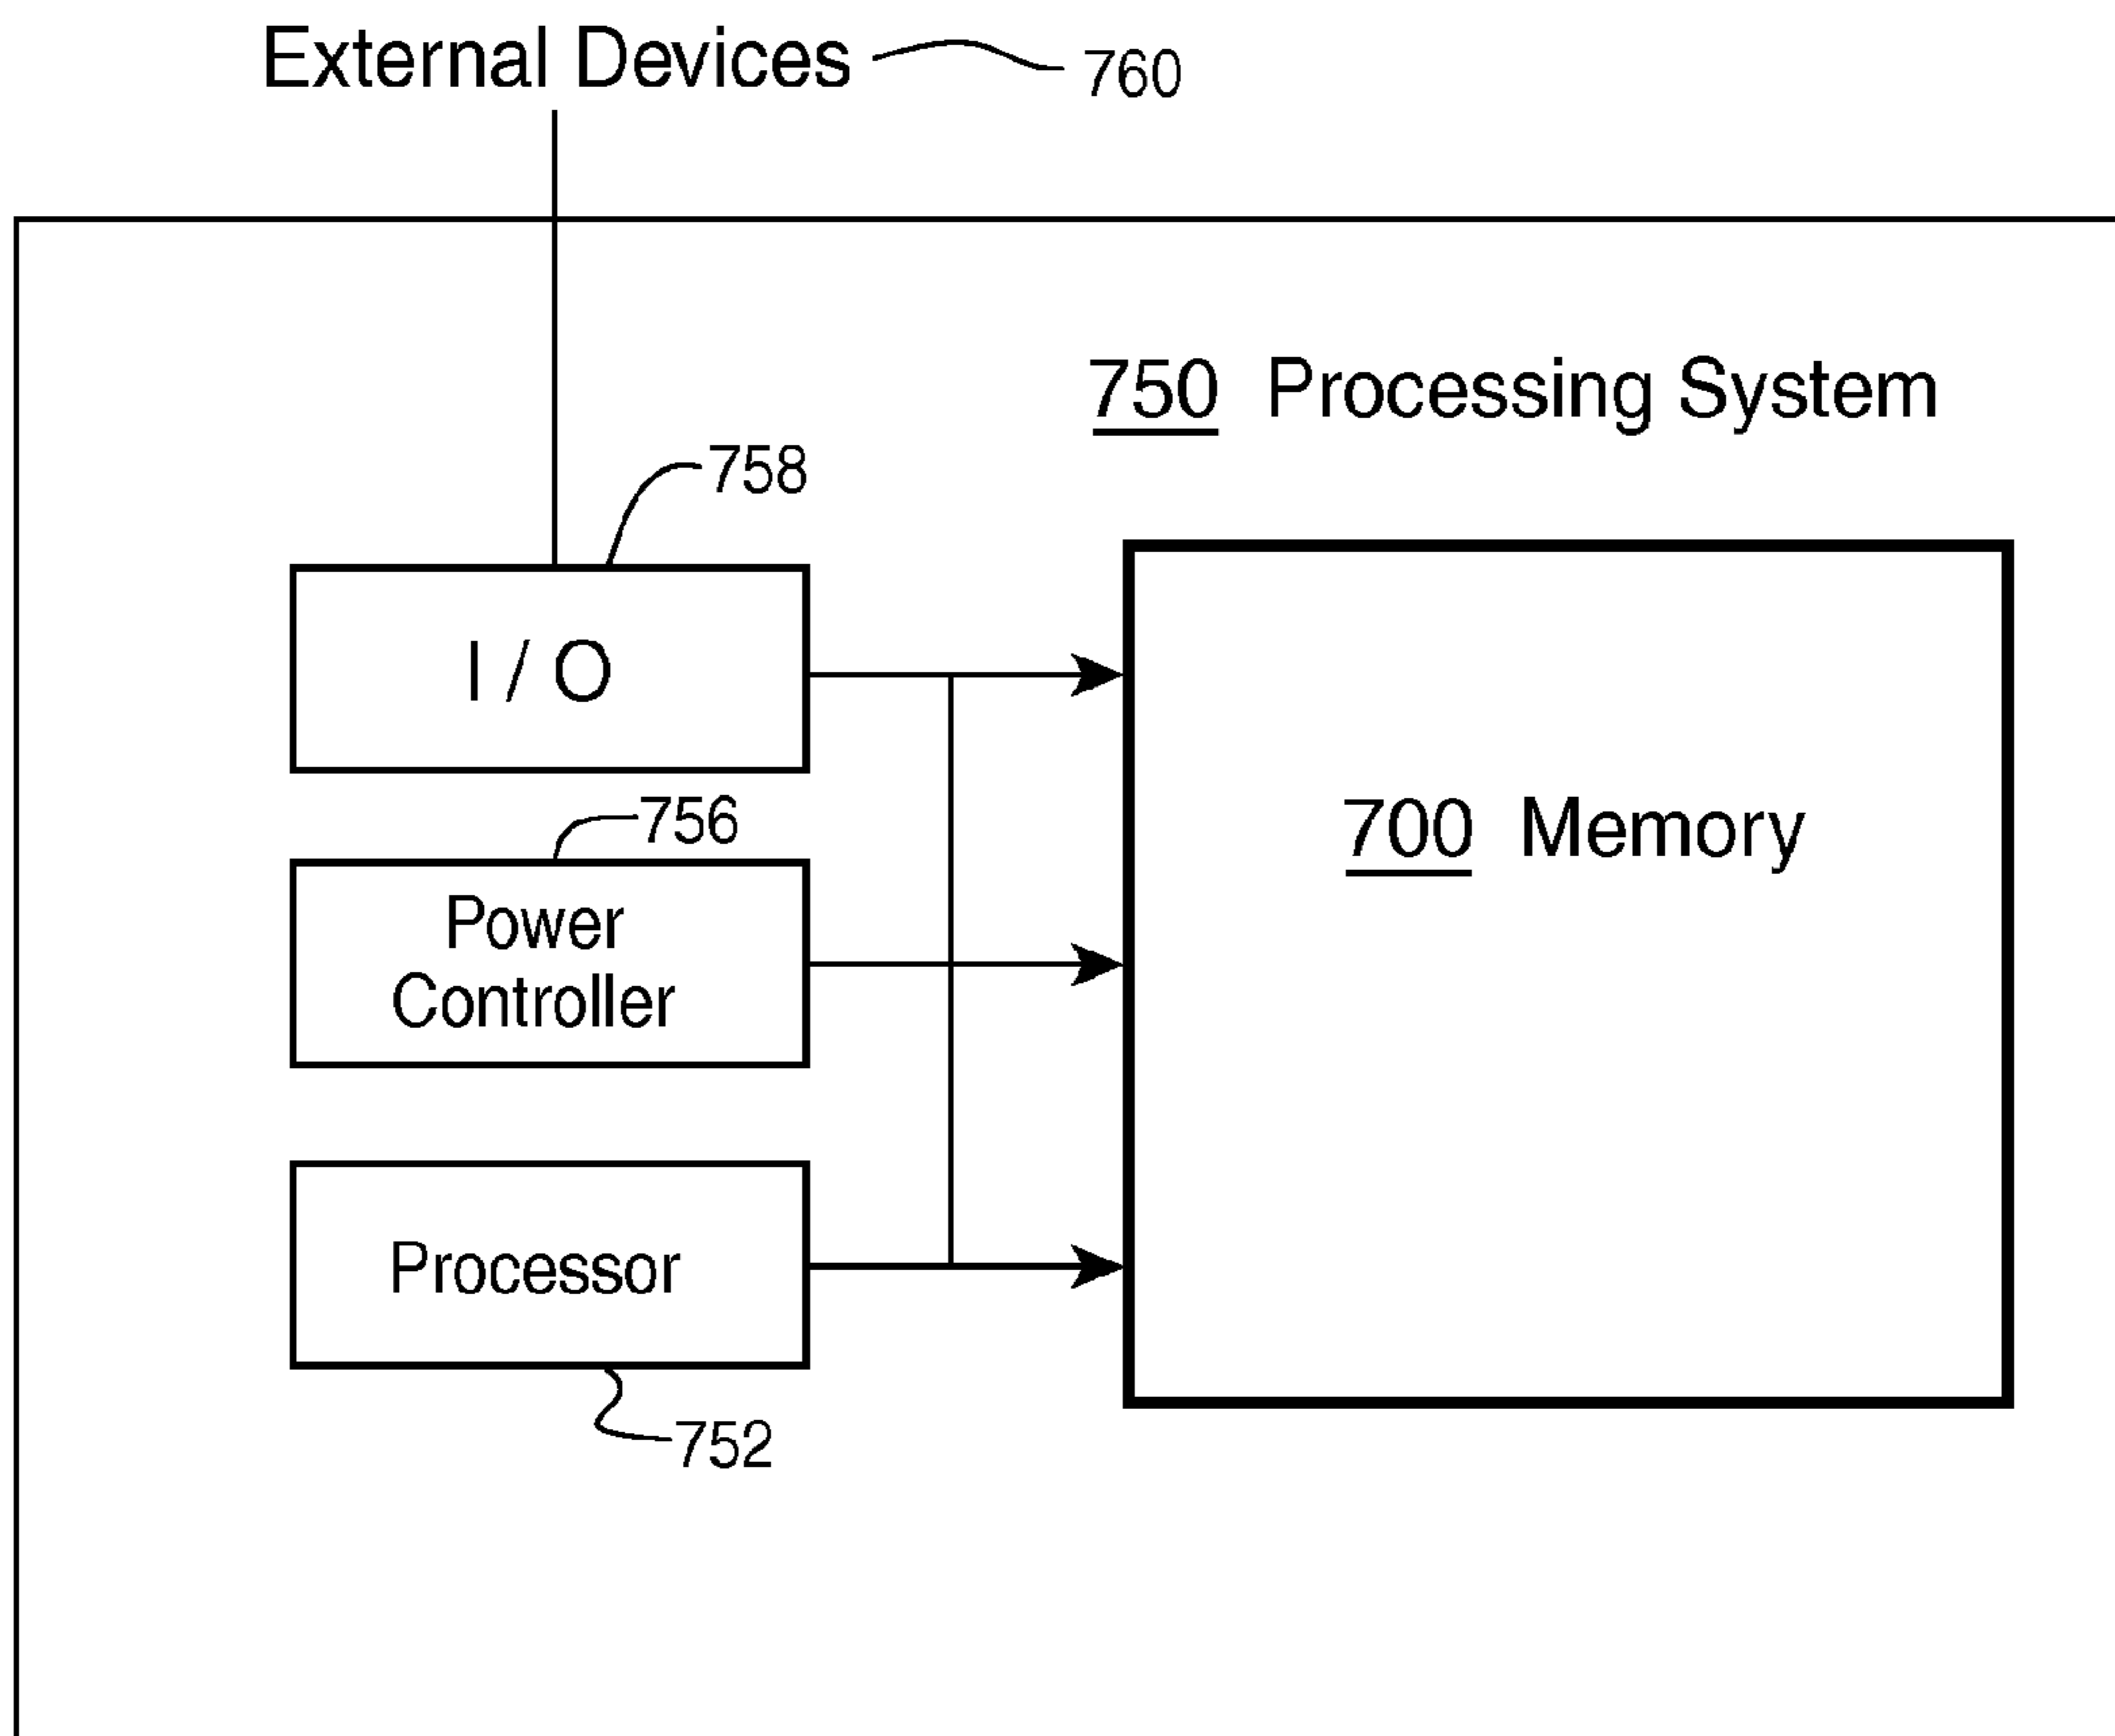 External Devices 760
750 Processing System
758
I / O
700 Memory
756
Power
Controller
Processor
752